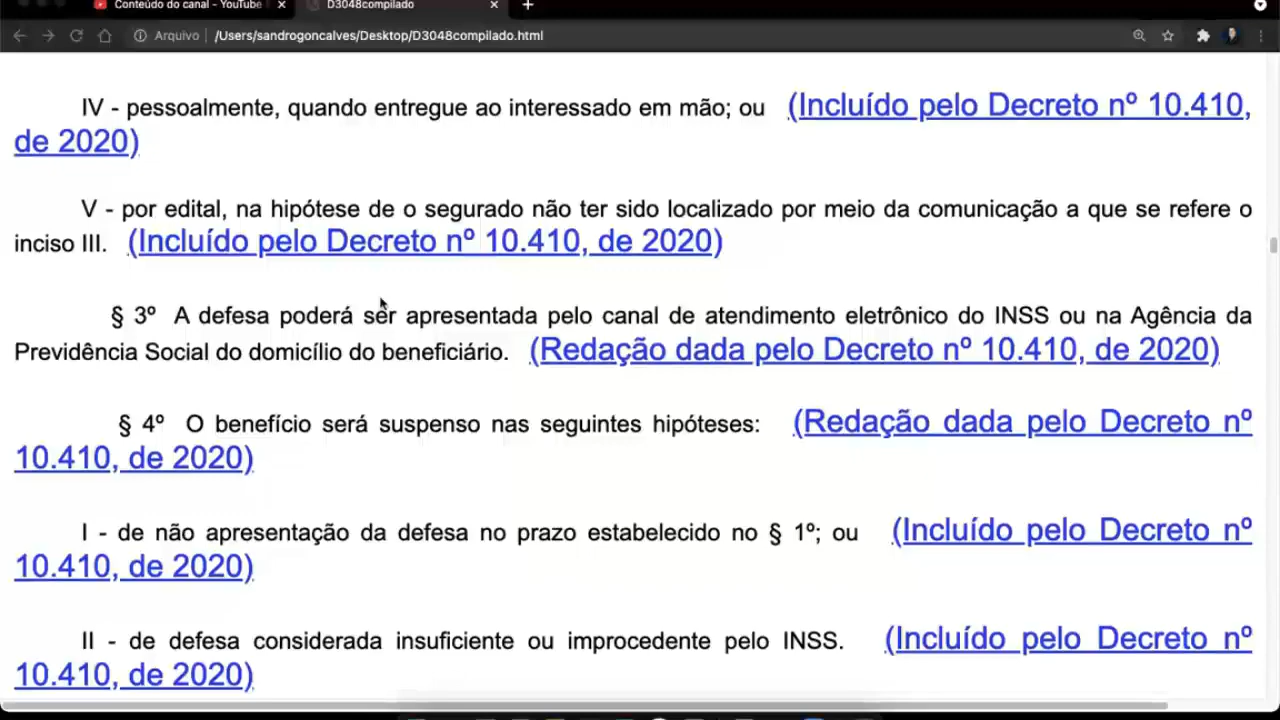 Conteúdo do canal - YouTube
D3048compilado
Arquivo /Users/sandrogoncalves/Desktop/D3048compilado.html
IV - pessoalmente, quando entregue ao interessado em mão; ou (Incluído pelo Decreto nº 10.410,
de 2020)
V - por edital, na hipótese de o segurado não ter sido localizado por meio da comunicação a que se refere o
inciso III. (Incluído pelo Decreto nº 10.410, de 2020)
§ 3º A defesa poderá ser apresentada pelo canal de atendimento eletrônico do INSS ou na Agência da
Previdência Social do domicílio do beneficiário. (Redação dada pelo Decreto nº 10.410, de 2020)
§ 4º O benefício será suspenso nas seguintes hipóteses: (Redação dada pelo Decreto nº
10.410, de 2020)
I - de não apresentação da defesa no prazo estabelecido no § 1º; ou (Incluído pelo Decreto nº
10.410, de 2020)
II - de defesa considerada insuficiente ou improcedente pelo INSS. (Incluído pelo Decreto nº
10.410, de 2020)